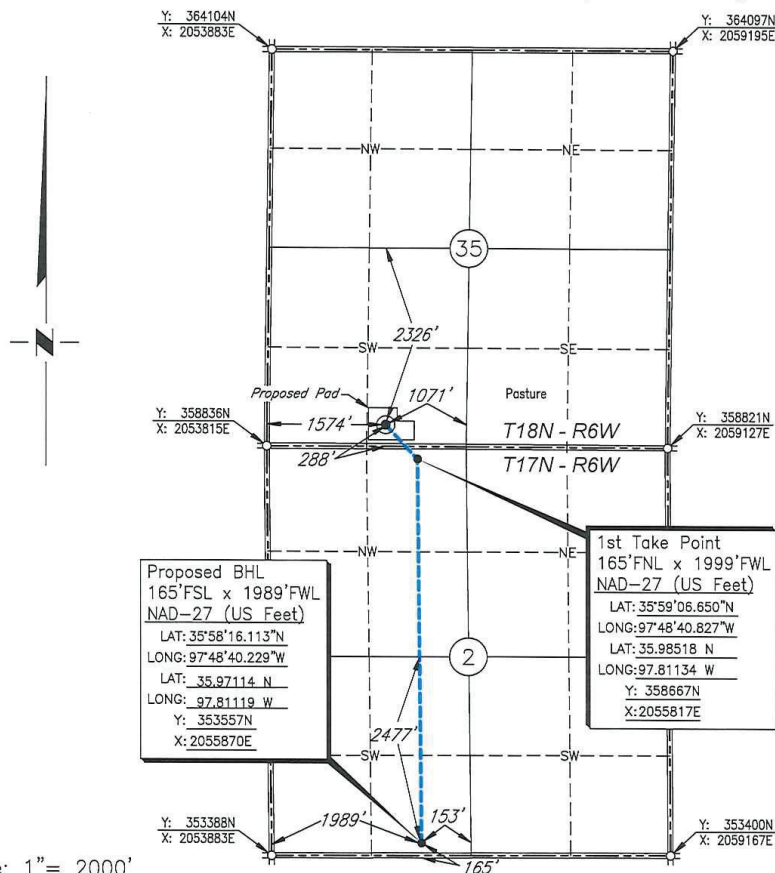 Y: 364104N
X: 2053883E
Y: 364097N
X: 2059195E
NW
NE
35
2326'
SW
SE
Proposed Pad
1071'
Pasture
Y: 358836N
X: 2053815E
1574'
T18N - R6W
Y: 358821N
X: 2059127E
288'
T17N - R6W
N
NW
NE
1st Take Point
165'FNL x 1999'FWL
NAD-27 (US Feet)
LAT: 35°59'06.650"N
LONG: 97°48'40.827"W
LAT: 35.98518 N
LONG: 97.81134 W
Y: 358667N
X: 2055817E
Proposed BHL
165'FSL x 1989'FWL
NAD-27 (US Feet)
LAT: 35°58'16.113"N
LONG: 97°48'40.229"W
LAT: 35.97114 N
LONG: 97.81119 W
Y: 353557N
X: 2055870E
2
2477'
SW
SW
1989'
153'
Y: 353388N
X: 2053883E
Y: 353400N
X: 2059167E
165'
e: 1"= 2000'